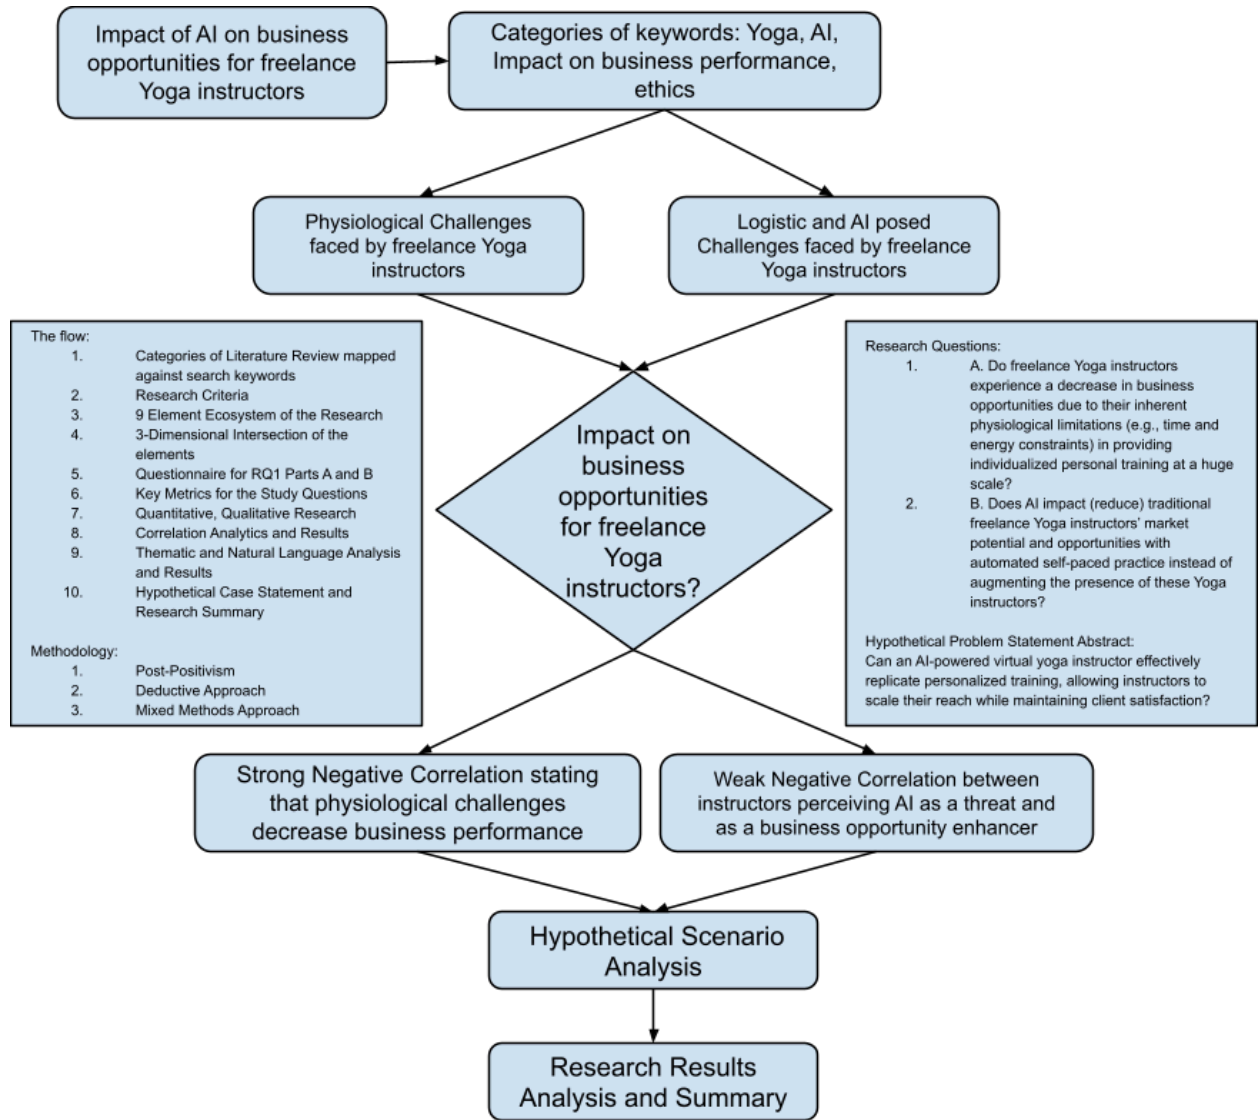 Impact of AI on business
opportunities for freelance
Yoga instructors
Categories of keywords: Yoga, AI,
Impact on business performance,
ethics
Physiological Challenges
faced by freelance Yoga
instructors
Logistic and AI posed
Challenges faced by freelance
Yoga instructors
The flow:
1. Categories of Literature Review mapped
against search keywords
2. Research Criteria
3. 9 Element Ecosystem of the Research
4. 3-Dimensional Intersection of the
elements
5. Questionnaire for RQ1 Parts A and B
6. Key Metrics for the Study Questions
7. Quantitative, Qualitative Research
8. Correlation Analytics and Results
9. Thematic and Natural Language Analysis
and Results
10. Hypothetical Case Statement and
Research Summary
Methodology:
1. Post-Positivism
2. Deductive Approach
3. Mixed Methods Approach
Impact on
business
opportunities
for freelance
Yoga
instructors?
Research Questions:
1. A. Do freelance Yoga instructors
experience a decrease in business
opportunities due to their inherent
physiological limitations (e.g., time and
energy constraints) in providing
individualized personal training at a huge
scale?
2. B. Does AI impact (reduce) traditional
freelance Yoga instructors' market
potential and opportunities with
automated self-paced practice instead of
augmenting the presence of these Yoga
instructors?
Hypothetical Problem Statement Abstract:
Can an AI-powered virtual yoga instructor effectively
replicate personalized training, allowing instructors to
scale their reach while maintaining client satisfaction?
Strong Negative Correlation stating
that physiological challenges
decrease business performance
Weak Negative Correlation between
instructors perceiving AI as a threat and
as a business opportunity enhancer
Hypothetical Scenario
Analysis
Research Results
Analysis and Summary